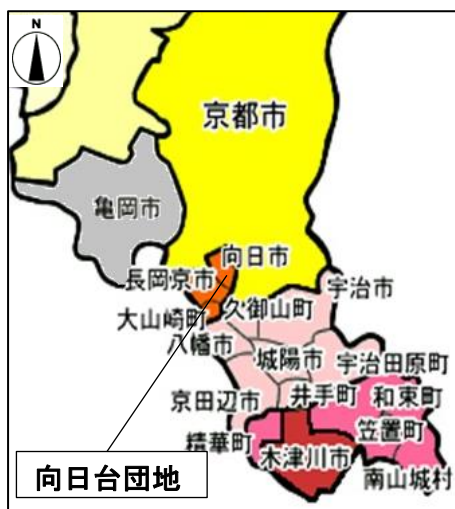 N
京都市
亀岡市
向日市
長岡京市
宇治市
大山崎町
久御山町
八幡市
城陽市
宇治田原町
京田辺市
井手町
和束町
精華町
笠置町
木津川市
南山城村
向日台団地